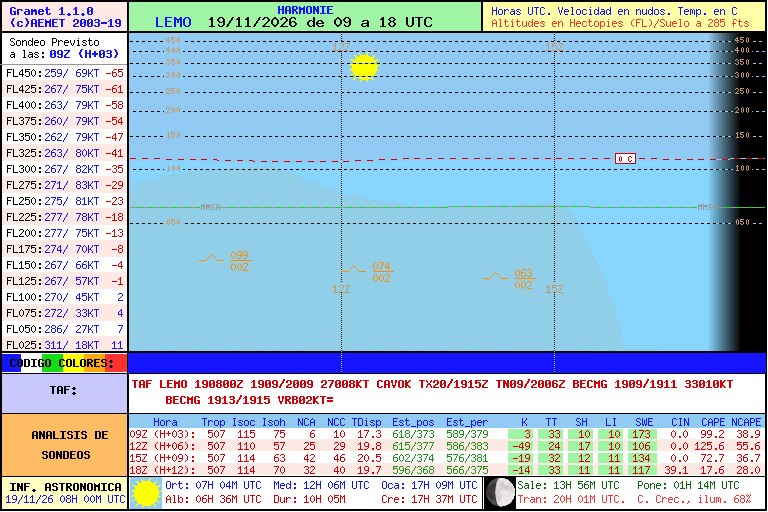 Gramet 1.1.0
(c)AEMET 2003-19
HARMONIE
LEMO 19/11/2026 de 09 a 18 UTC
Horas UTC. Velocidad en nudos. Temp. en C
Altitudes en Hectopies (FL)/Suelo a 285 fts
Sondeo Previsto
a las: 09Z (H+03)
FL450:259/ 69KT -65
FL425:267/ 75KT -61
FL400:263/ 79KT -58
FL375:260/ 79KT -54
FL350:262/ 79KT -47
FL325:263/ 80KT -41
FL300:267/ 82KT -35
FL275:271/ 83KT -29
FL250:275/ 81KT -23
FL225:277/ 78KT -18
FL200:277/ 75KT -13
FL175:274/ 70KT -8
FL150:267/ 66KT -4
FL125:267/ 57KT -1
FL100:270/ 45KT 2
FL075:272/ 33KT 4
FL050:286/ 27KT 7
FL025:311/ 18KT 11
12Z 15Z
450 450
400 400
350 350
300 300
250 250
200 200
150 150
0 C
100 100
MMSA MMSA
050 050
099
002
074
002
063
002
12Z 15Z
CODIGO COLORES:
TAF:
TAF LEMO 190800Z 1909/2009 27008KT CAVOK TX20/1915Z TN09/2006Z BECMG 1909/1911 33010KT
BECMG 1913/1915 VRB02KT=
ANALISIS DE
SONDEOS
Hora Trop Isoc Isoh NCA NCC TDisp Est_pos Est_per K TT SH LI SWE CIN CAPE NCAPE
09Z (H+03): 507 115 75 6 10 17.3 618/373 589/379 3 33 10 10 173 0.0 99.2 38.9
12Z (H+06): 507 110 57 25 29 19.8 615/377 566/383 -49 24 17 10 106 0.0 125.6 55.6
15Z (H+09): 507 114 63 42 46 20.5 602/374 576/381 -19 32 12 11 134 0.0 72.7 36.7
18Z (H+12): 507 114 70 32 40 19.7 596/368 566/375 -14 33 11 11 117 39.1 17.6 28.0
INF. ASTRONOMICA
19/11/26 08H 00M UTC
Ort: 07H 04M UTC Med: 12H 06M UTC Oca: 17H 09M UTC
Alb: 06H 36M UTC Dur: 10H 05M Cre: 17H 37M UTC
Sale: 13H 56M UTC Pone: 01H 14M UTC
Tran: 20H 01M UTC. C. Crec., ilum. 68%